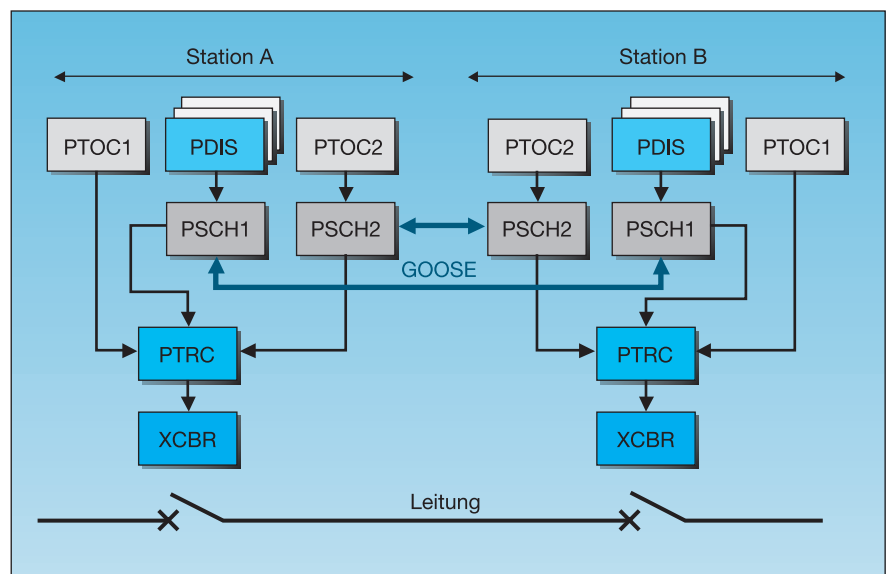 Station A
Station B
PTOC1
PDIS
PTOC2
PTOC2
PDIS
PTOC1
PSCH1
PSCH2
PSCH2
PSCH1
GOOSE
PTRC
PTRC
XCBR
XCBR
Leitung